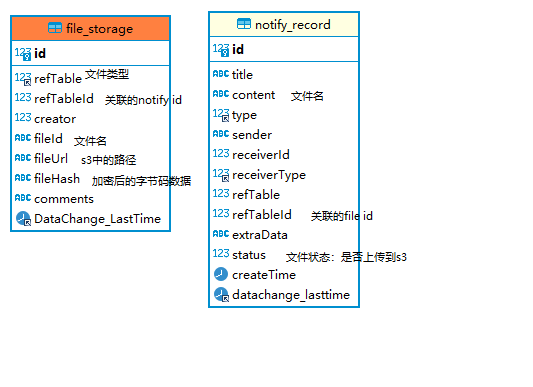 file_storage
123 id
123 refTable 文件类型
123 refTableId 关联的notify id
123 creator
ABC fileId 文件名
ABC fileUrl s3中的路径
ABC fileHash 加密后的字节码数据
ABC comments
DataChange_LastTime
notify_record
123 id
ABC title
ABC content 文件名
123 type
ABC sender
123 receiverId
123 receiverType
123 refTable
123 refTableId 关联的file id
ABC extraData
123 status 文件状态：是否上传到s3
createTime
datachange_lasttime